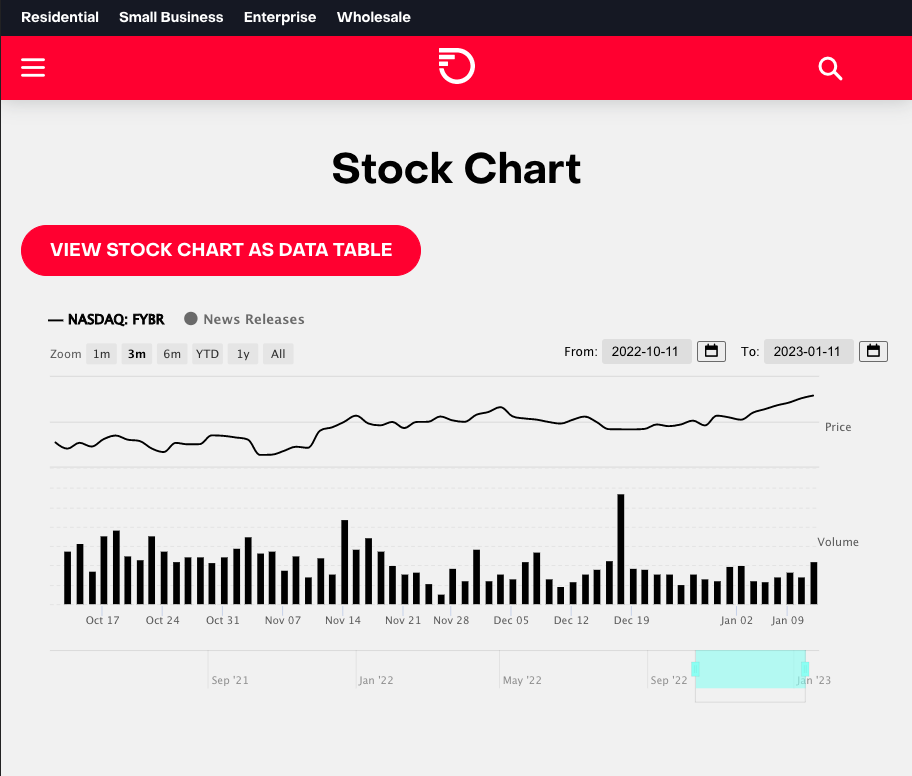 Residential Small Business Enterprise Wholesale
Stock Chart
VIEW STOCK CHART AS DATA TABLE
NASDAQ: FYBR News Releases
Zoom 1m 3m 6m YTD 1y All From: 2022-10-11 To: 2023-01-11
Price
Volume
Oct 17 Oct 24 Oct 31 Nov 07 Nov 14 Nov 21 Nov 28 Dec 05 Dec 12 Dec 19 Jan 02 Jan 09
Sep '21 Jan '22 May '22 Sep '22 Jan '23